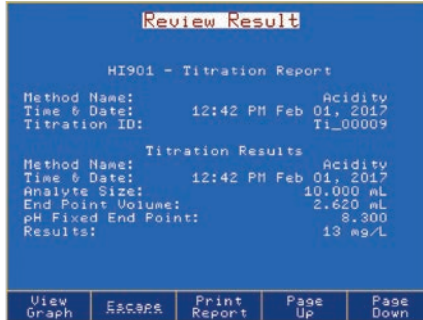 Review Result
HI901 - Titration Report
Method Name: Acidity
Time & Date: 12:42 PM Feb 01, 2017
Titration ID: Ti_00009
Titration Results
Method Name: Acidity
Time & Date: 12:42 PM Feb 01, 2017
Analyte Size: 10.000 mL
End Point Volume: 2.620 mL
pH Fixed End Point: 8.300
Results: 13 mg/L
View Graph Escape Print Report Page Up Page Down